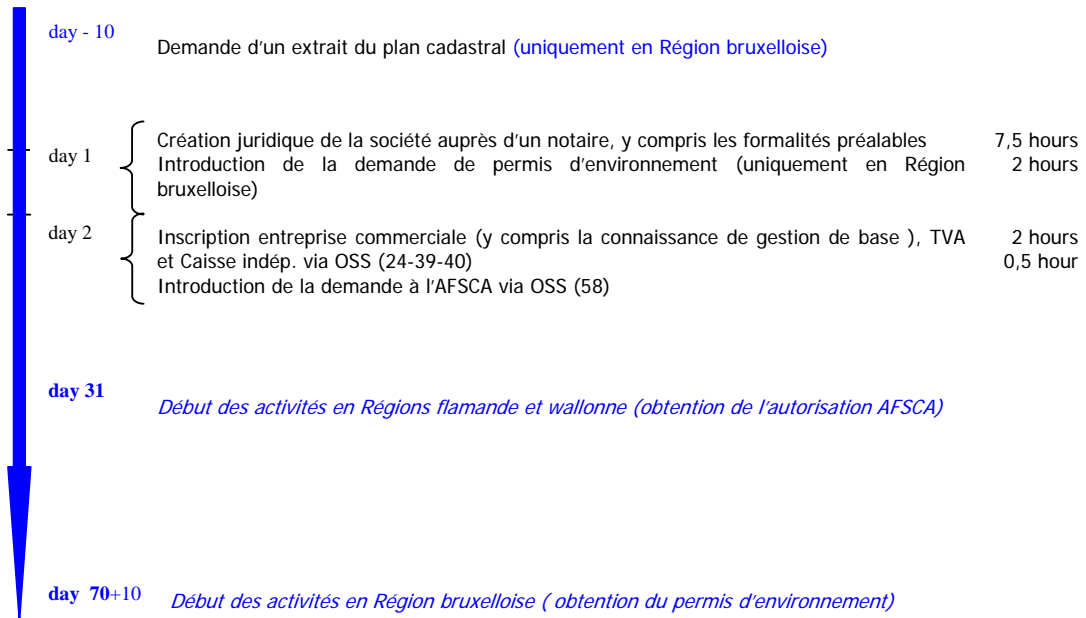 day - 10
Demande d'un extrait du plan cadastral (uniquement en Région bruxelloise)
day 1
Création juridique de la société auprès d'un notaire, y compris les formalités préalables 7,5 hours
Introduction de la demande de permis d'environnement (uniquement en Région 2 hours
bruxelloise)
day 2
Inscription entreprise commerciale (y compris la connaissance de gestion de base ), TVA 2 hours
et Caisse indép. via OSS (24-39-40) 0,5 hour
Introduction de la demande à l'AFSCA via OSS (58)
day 31
Début des activités en Régions flamande et wallonne (obtention de l'autorisation AFSCA)
day 70+10 Début des activités en Région bruxelloise ( obtention du permis d'environnement)